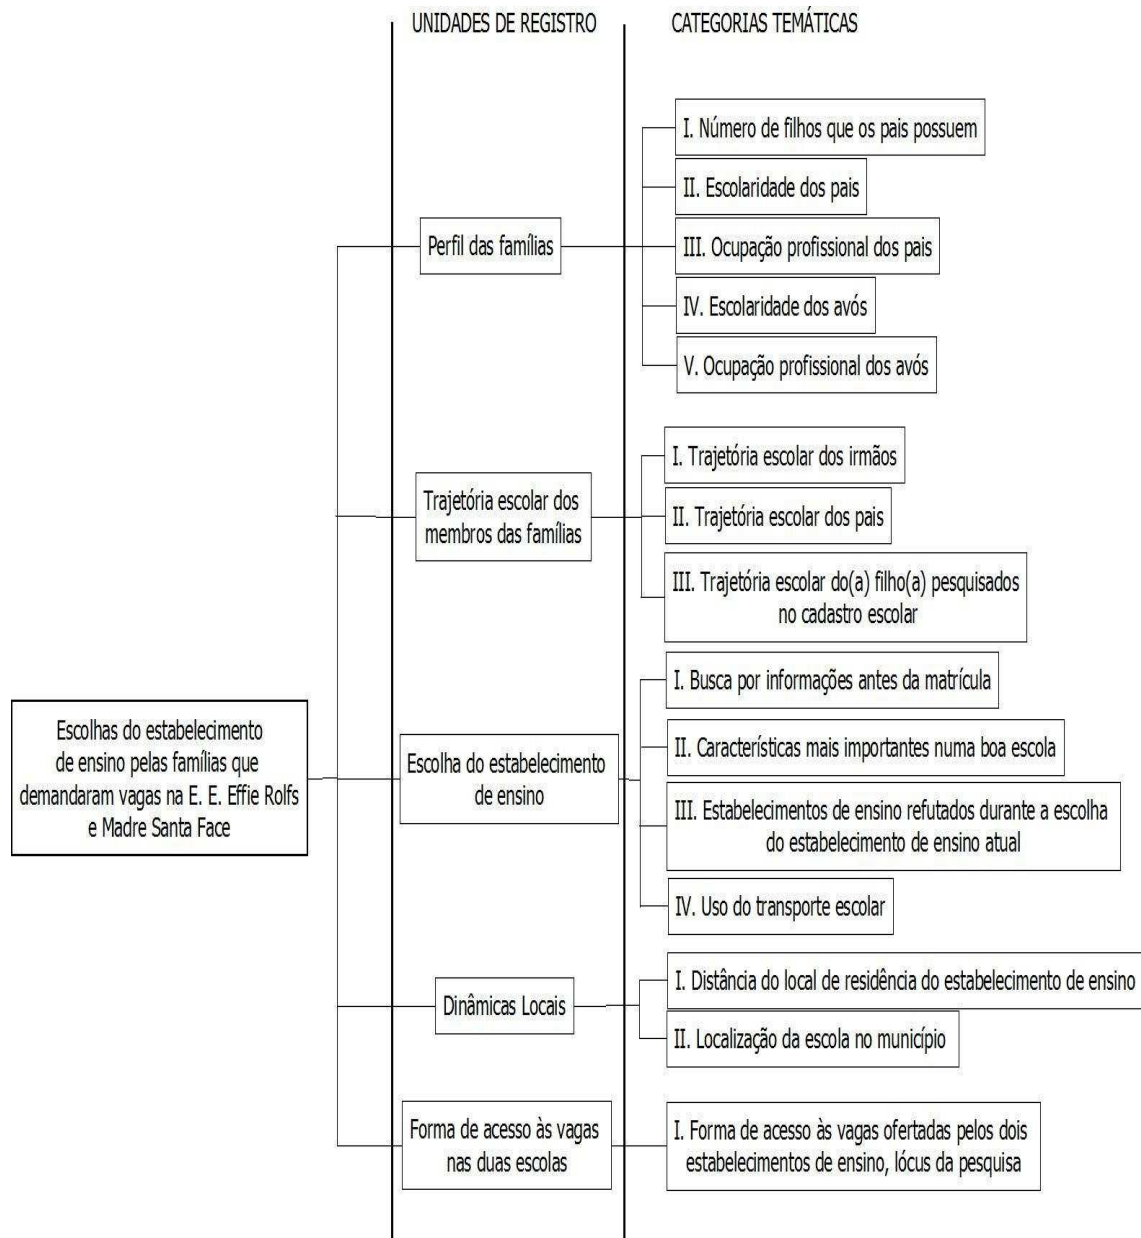 UNIDADES DE REGISTRO
CATEGORIAS TEMÁTICAS
Escolhas do estabelecimento
de ensino pelas famílias que
demandaram vagas na E. E. Effie Rolfs
e Madre Santa Face
Perfil das famílias
I. Número de filhos que os pais possuem
II. Escolaridade dos pais
III. Ocupação profissional dos pais
IV. Escolaridade dos avós
V. Ocupação profissional dos avós
Trajetória escolar dos
membros das famílias
I. Trajetória escolar dos irmãos
II. Trajetória escolar dos pais
III. Trajetória escolar do(a) filho(a) pesquisados
no cadastro escolar
Escolha do estabelecimento
de ensino
I. Busca por informações antes da matrícula
II. Características mais importantes numa boa escola
III. Estabelecimentos de ensino refutados durante a escolha
do estabelecimento de ensino atual
IV. Uso do transporte escolar
Dinâmicas Locais
I. Distância do local de residência do estabelecimento de ensino
II. Localização da escola no município
Forma de acesso às vagas
nas duas escolas
I. Forma de acesso às vagas ofertadas pelos dois
estabelecimentos de ensino, lócus da pesquisa